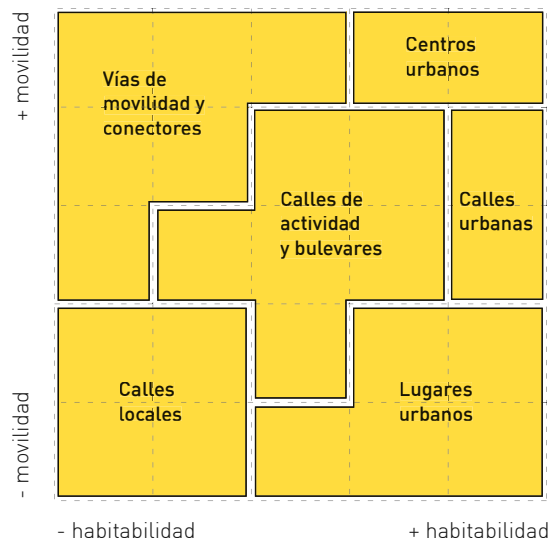 + movilidad
Centros
urbanos
Vías de
movilidad y
conectores
Calles de
actividad
y bulevares
Calles
urbanas
Calles
locales
Lugares
urbanos
- movilidad
- habitabilidad
+ habitabilidad